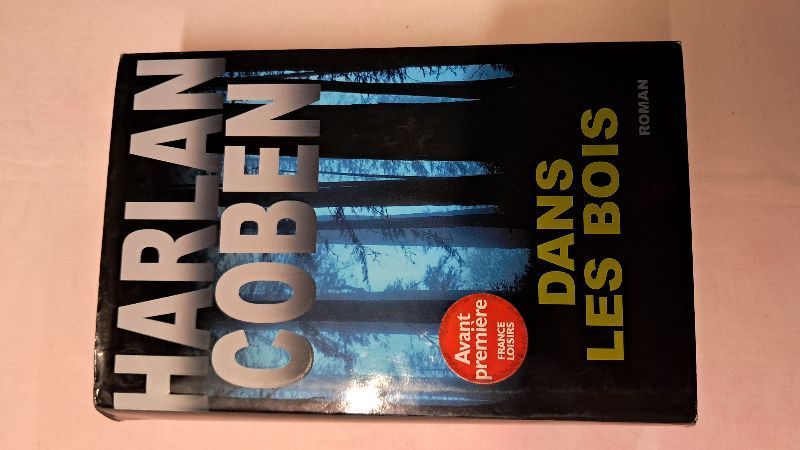 HARLAN
COBEN
Avant
première
FRANCE
LOISIRS
DANS
LES BOIS
ROMAN